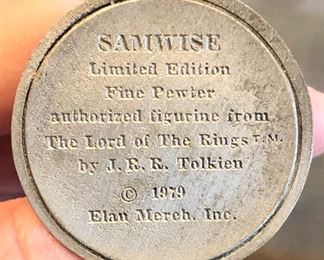 SAMWISE
Limited Edition
Fine Pewter
authorized figurine from
The Lord of The Rings T.M.
by J. R. R. Tolkien
© 1979
Elan Merch. Inc.